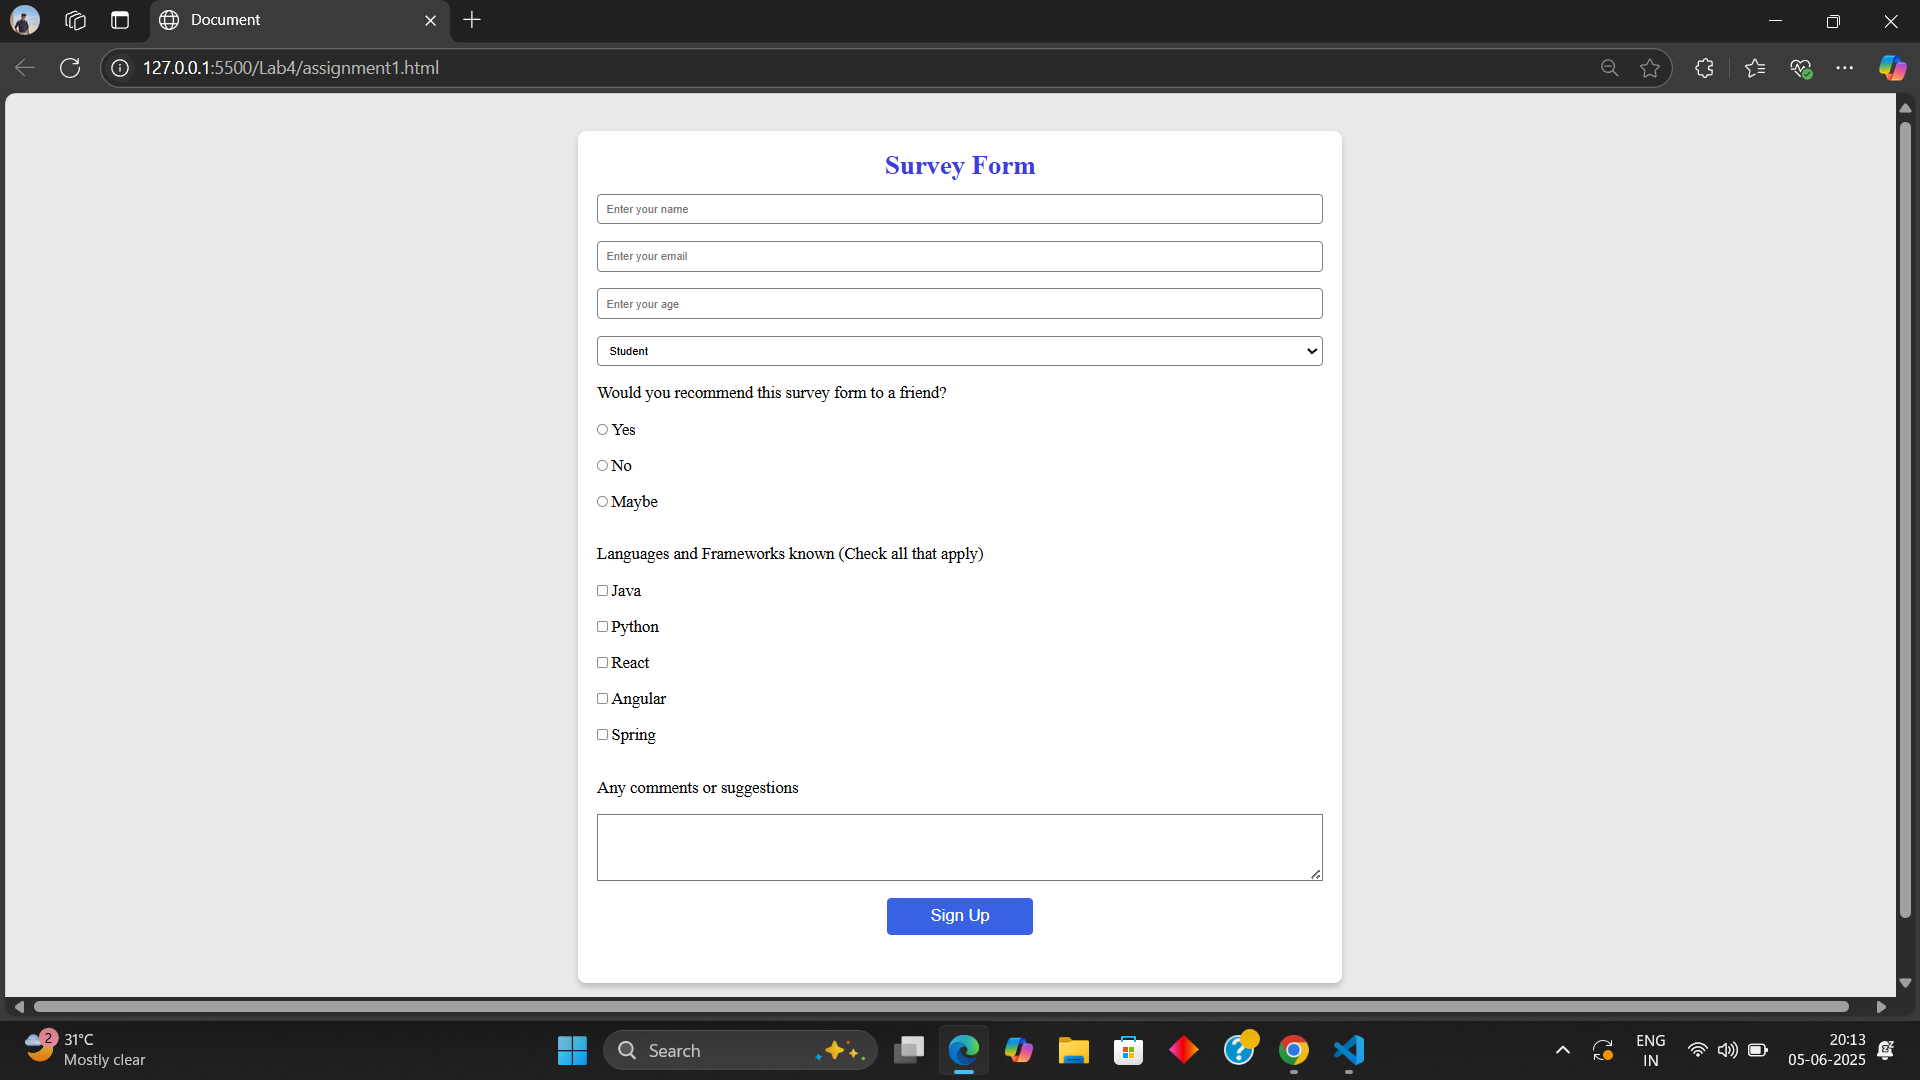 Document
127.0.0.1:5500/Lab4/assignment1.html
Survey Form
Enter your name
Enter your email
Enter your age
Student
Would you recommend this survey form to a friend?
Yes
No
Maybe
Languages and Frameworks known (Check all that apply)
Java
Python
React
Angular
Spring
Any comments or suggestions
Sign Up
2
31°C
Mostly clear
Search
ENG
IN
20:13
05-06-2025